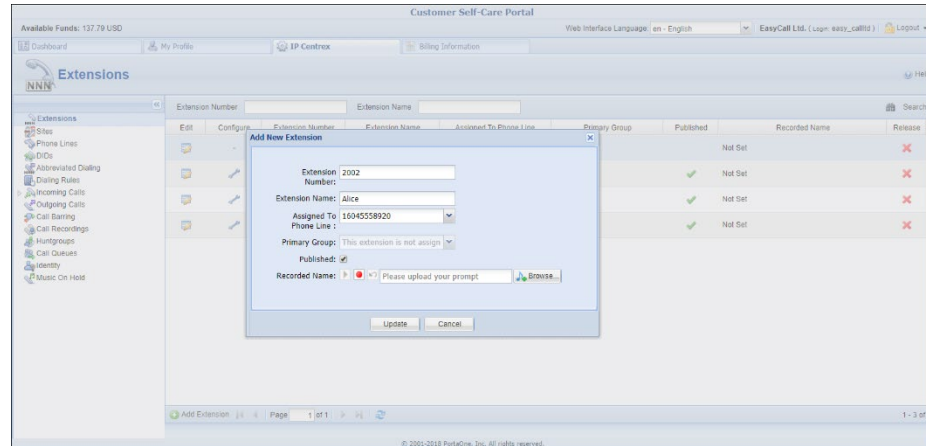 Customer Self-Care Portal
Available Funds: 137.79 USD
Web Interface Language: en - English
EasyCall Ltd. ( Login: easy_callltd )
Logout
Dashboard
My Profile
IP Centrex
Billing Information
NNN
Extensions
Hel
Extension Number
Extension Name
Search
Extensions
Sites
Phone Lines
DIDs
Abbreviated Dialing
Dialing Rules
Incoming Calls
Outgoing Calls
Call Barring
Call Recordings
Huntgroups
Call Queues
Identity
Music On Hold
Edit Configure Extension Number Extension Name Assigned To Phone Line Primary Group Published Recorded Name Release
Not Set
Not Set
Not Set
Not Set
Add New Extension
Extension Number: 2002
Extension Name: Alice
Assigned To Phone Line : 16045558920
Primary Group: This extension is not assign
Published:
Recorded Name: Please upload your prompt Browse...
Update Cancel
Add Extension Page 1 of 1
1 - 3 of
© 2001-2018 PortaOne, Inc. All rights reserved.